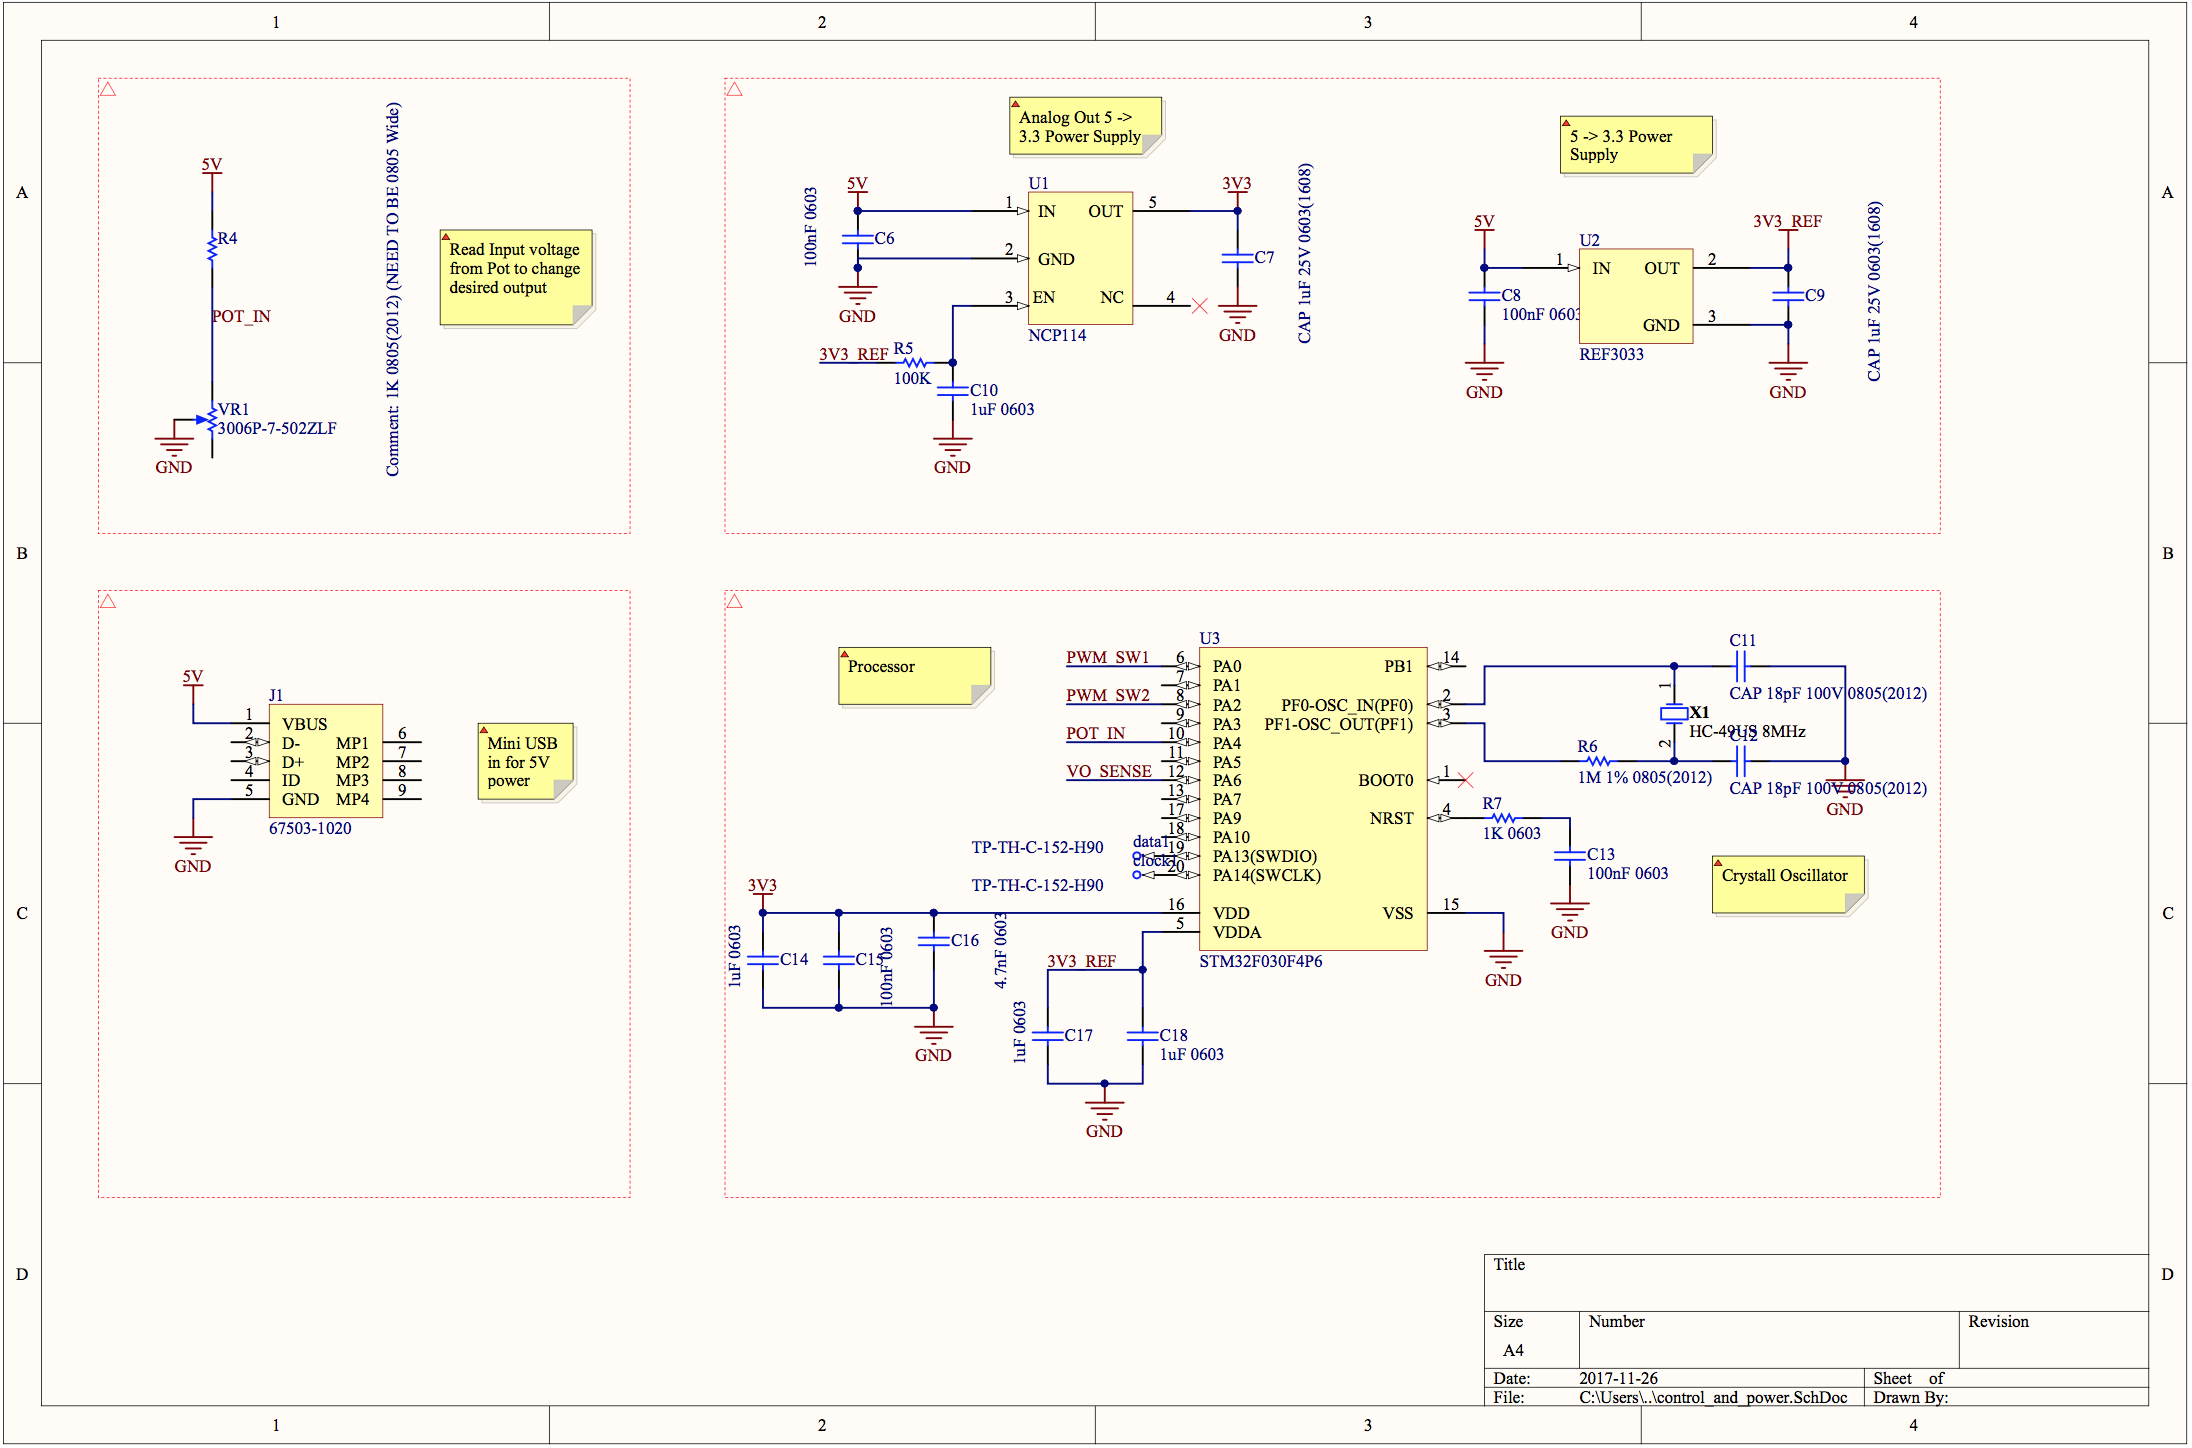 1
2
3
4
A
A
B
B
C
C
D
D
5V
R4
POT_IN
VR1
3006P-7-502ZLF
GND
Comment: 1K 0805(2012) (NEED TO BE 0805 Wide)
Read Input voltage
from Pot to change
desired output
Analog Out 5 ->
3.3 Power Supply
100nF 0603
5V
C6
GND
U1
1 IN
2 GND
3 EN
OUT 5
NC 4
NCP114
3V3
C7
GND
CAP 1uF 25V 0603(1608)
3V3_REF
R5
100K
C10
1uF 0603
GND
5 -> 3.3 Power
Supply
5V
C8
100nF 0603
GND
U2
1 IN
OUT 2
GND 3
REF3033
3V3_REF
C9
GND
CAP 1uF 25V 0603(1608)
5V
J1
1 VBUS
2 D-
3 D+
4 ID
5 GND
MP1 6
MP2 7
MP3 8
MP4 9
67503-1020
GND
Mini USB
in for 5V
power
Processor
U3
PWM_SW1 6 PA0
7 PA1
PWM_SW2 8 PA2
9 PA3
POT_IN 10 PA4
11 PA5
VO_SENSE 12 PA6
13 PA7
17 PA9
18 PA10
TP-TH-C-152-H90 data1 19 PA13(SWDIO)
TP-TH-C-152-H90 clock1 20 PA14(SWCLK)
16 VDD
5 VDDA
PB1 14
PF0-OSC_IN(PF0) 2
PF1-OSC_OUT(PF1) 3
BOOT0 1
NRST 4
VSS 15
STM32F030F4P6
GND
C11
CAP 18pF 100V 0805(2012)
1
X1
2
HC-49US 8MHz
C12
CAP 18pF 100V 0805(2012)
GND
R6
1M 1% 0805(2012)
R7
1K 0603
C13
100nF 0603
GND
Crystall Oscillator
3V3
1uF 0603
C14
C15
100nF 0603
C16
4.7nF 0603
GND
3V3_REF
1uF 0603
C17
C18
1uF 0603
GND
Title
Size
A4
Number
Revision
Date: 2017-11-26
Sheet of
File: C:\Users\..\control_and_power.SchDoc
Drawn By:
1
2
3
4